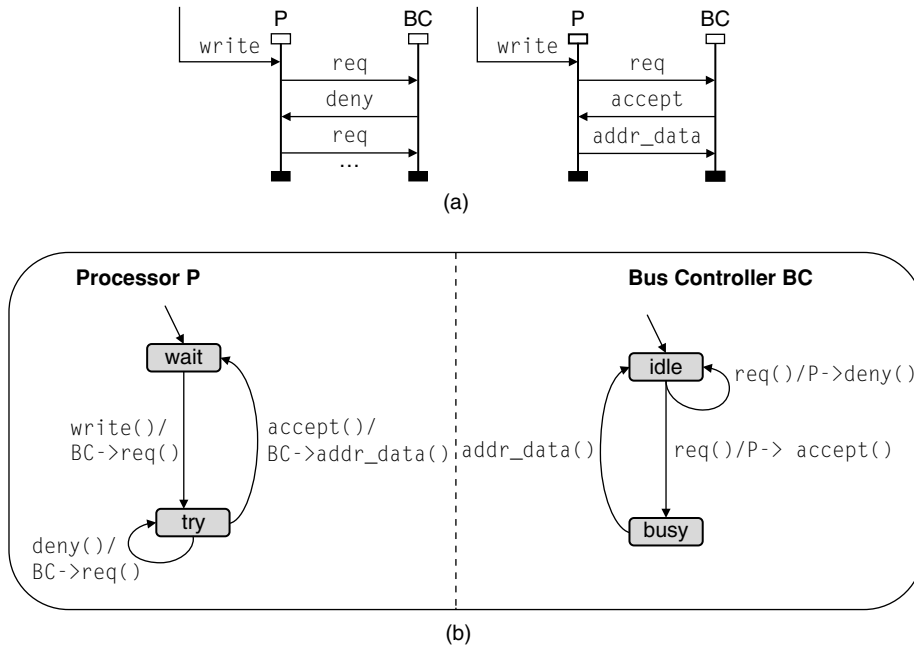 P BC P BC
write write
req req
deny accept
req addr_data
...
(a)
Processor P Bus Controller BC
wait idle
req()/P->deny()
write()/ accept()/
BC->req() BC->addr_data() addr_data() req()/P-> accept()
try busy
deny()/
BC->req()
(b)